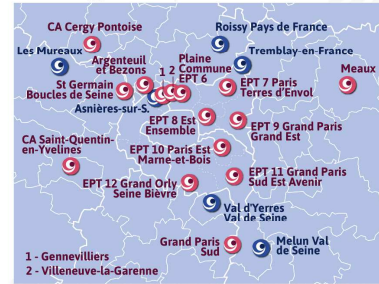 CA Cergy Pontoise
Roissy Pays de France
Les Mureaux
Argenteuil
et Bezons
Plaine
Commune
1 2 EPT 6
Tremblay-en-France
Meaux
St Germain
Boucles de Seine
EPT 7 Paris
Terres d'Envol
Asnières-sur-S.
EPT 8 Est
Ensemble
EPT 9 Grand Paris
Grand Est
CA Saint-Quentin-
en-Yvelines
EPT 10 Paris Est
Marne-et-Bois
EPT 12 Grand Orly
Seine Bièvre
EPT 11 Grand Paris
Sud Est Avenir
Val d'Yerres
Val de Seine
Grand Paris
Sud
Melun Val
de Seine
1 - Gennevilliers
2 - Villeneuve-la-Garenne